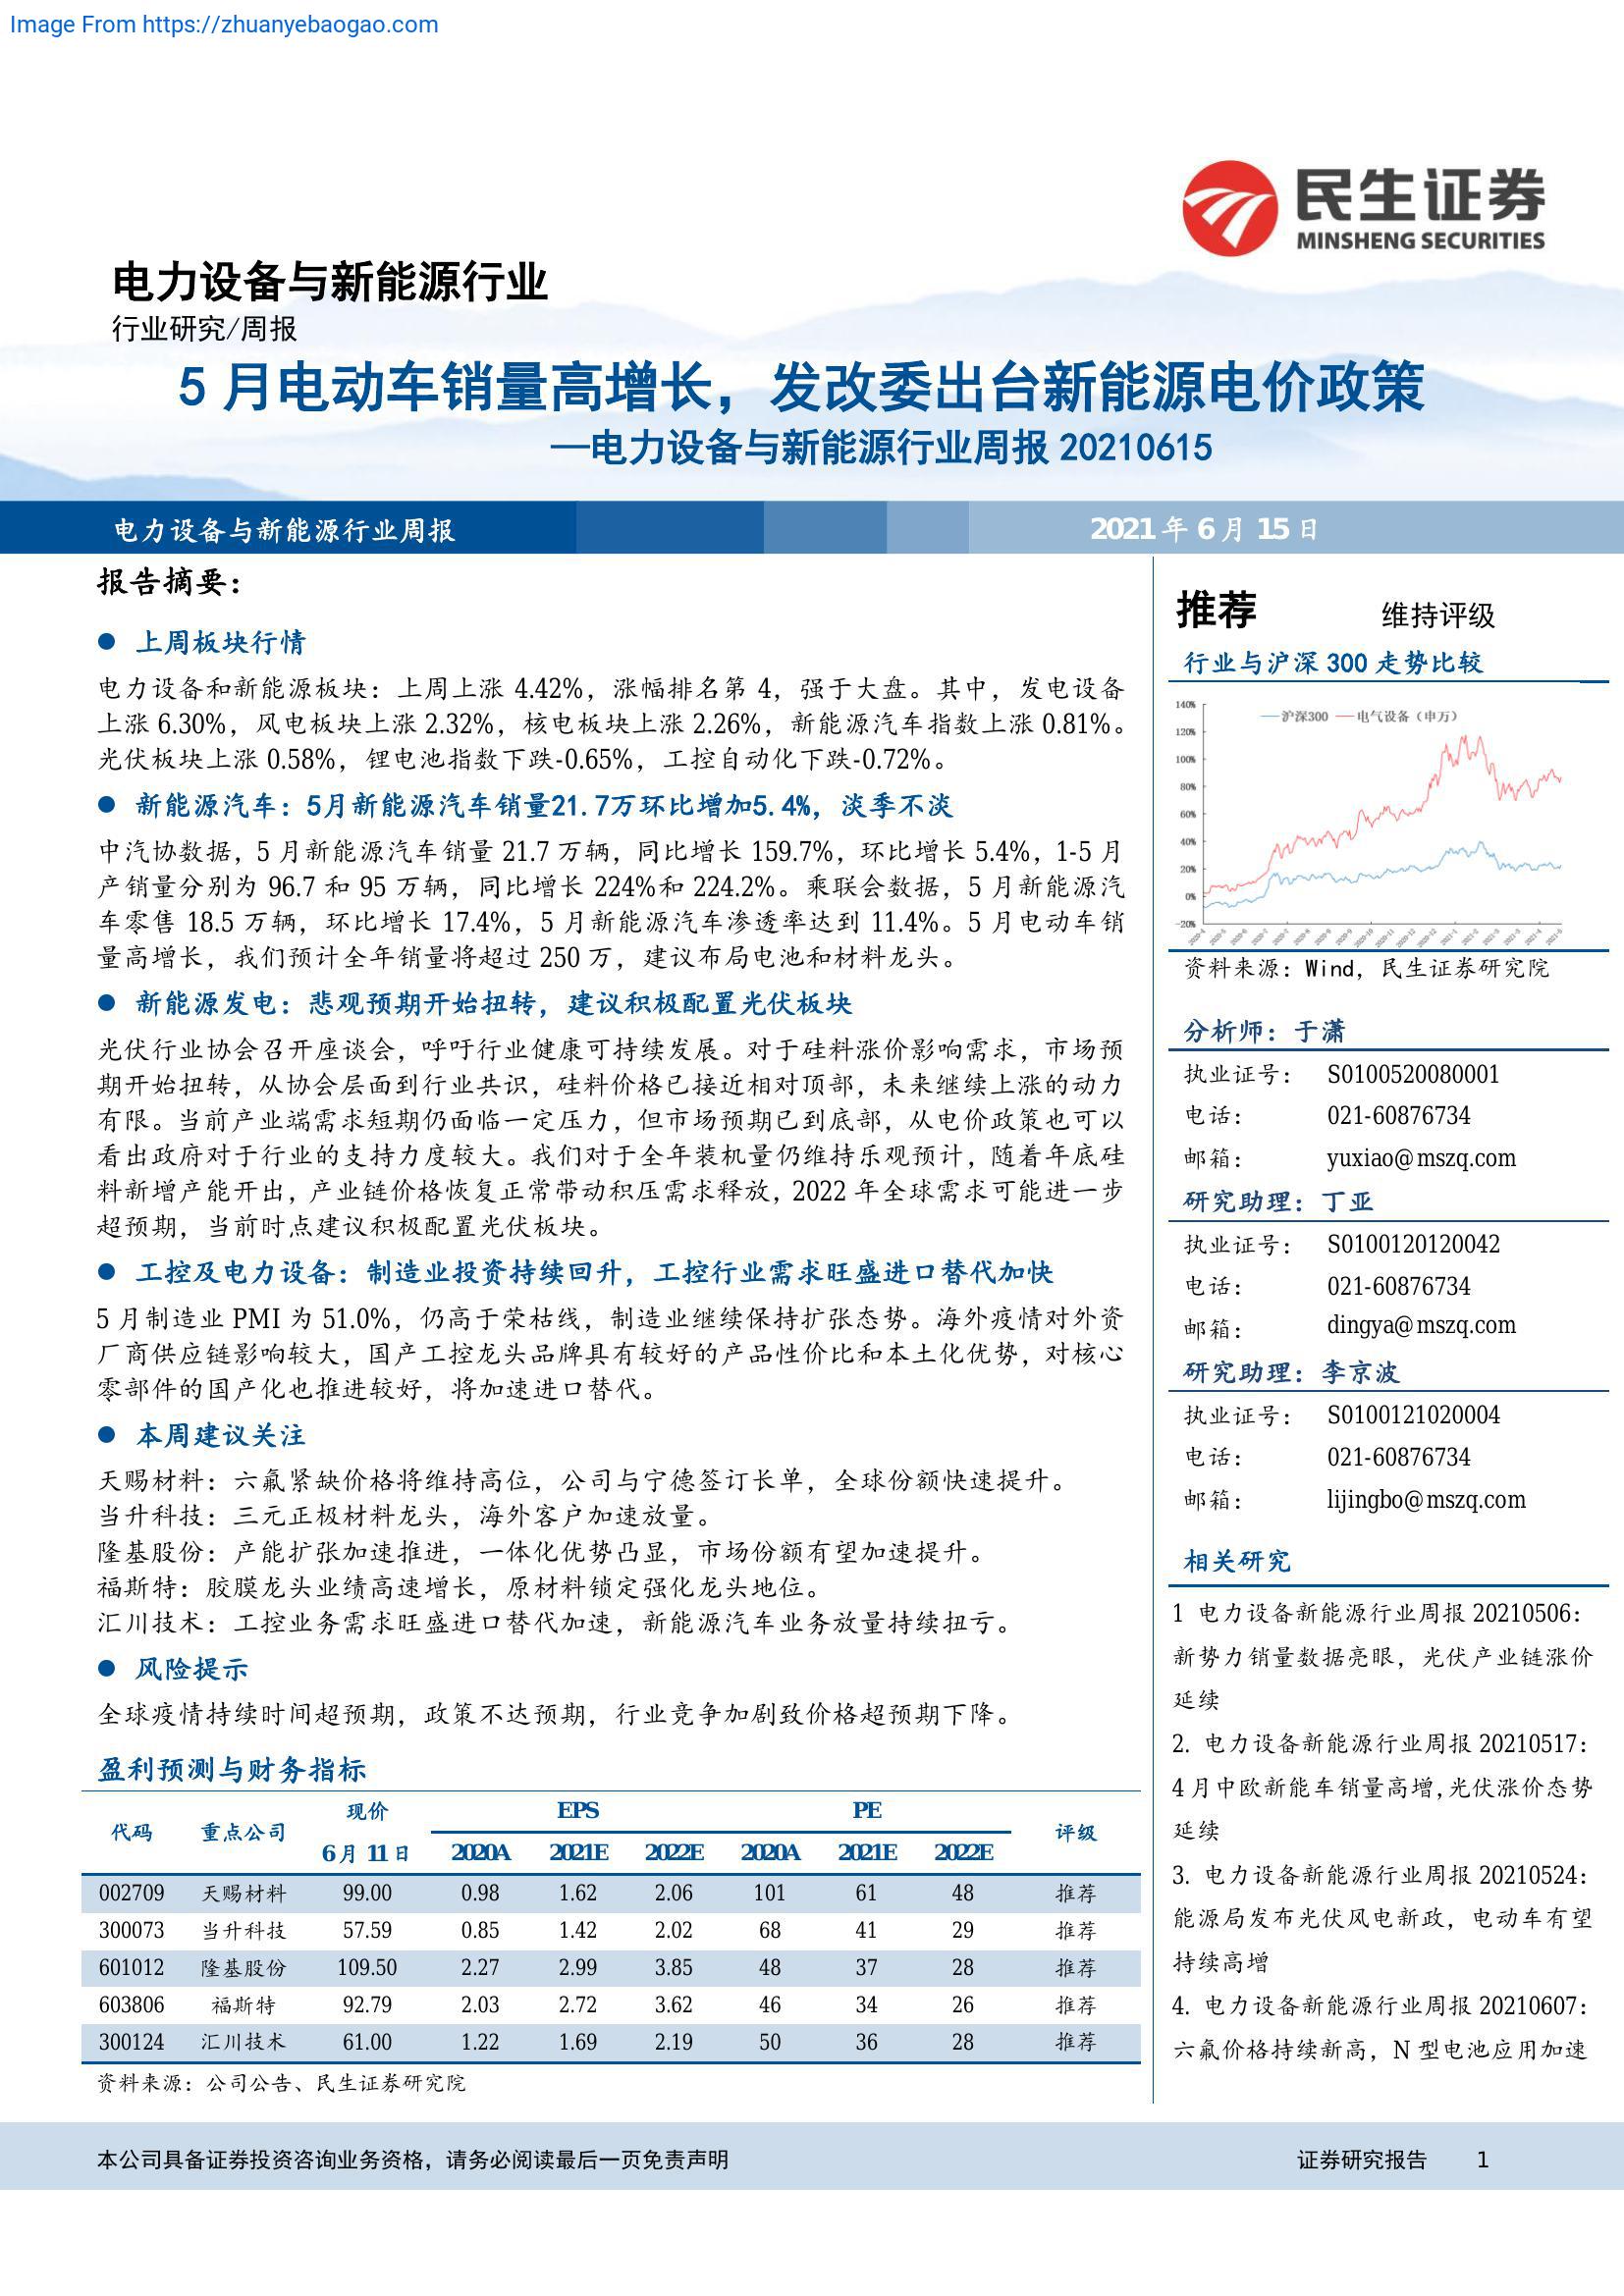 Image From https://zhuanyebaogao.com
民生证券
MINSHENG SECURITIES
电力设备与新能源行业
行业研究/周报
5 月电动车销量高增长，发改委出台新能源电价政策
—电力设备与新能源行业周报 20210615
电力设备与新能源行业周报
2021 年 6 月 15 日
报告摘要：
● 上周板块行情
电力设备和新能源板块：上周上涨 4.42%，涨幅排名第 4，强于大盘。其中，发电设备
上涨 6.30%，风电板块上涨 2.32%，核电板块上涨 2.26%，新能源汽车指数上涨 0.81%。
光伏板块上涨 0.58%，锂电池指数下跌-0.65%，工控自动化下跌-0.72%。
● 新能源汽车：5月新能源汽车销量21.7万环比增加5.4%，淡季不淡
中汽协数据，5 月新能源汽车销量 21.7 万辆，同比增长 159.7%，环比增长 5.4%，1-5 月
产销量分别为 96.7 和 95 万辆，同比增长 224%和 224.2%。乘联会数据，5 月新能源汽
车零售 18.5 万辆，环比增长 17.4%，5 月新能源汽车渗透率达到 11.4%。5 月电动车销
量高增长，我们预计全年销量将超过 250 万，建议布局电池和材料龙头。
● 新能源发电：悲观预期开始扭转，建议积极配置光伏板块
光伏行业协会召开座谈会，呼吁行业健康可持续发展。对于硅料涨价影响需求，市场预
期开始扭转，从协会层面到行业共识，硅料价格已接近相对顶部，未来继续上涨的动力
有限。当前产业端需求短期仍面临一定压力，但市场预期已到底部，从电价政策也可以
看出政府对于行业的支持力度较大。我们对于全年装机量仍维持乐观预计，随着年底硅
料新增产能开出，产业链价格恢复正常带动积压需求释放，2022 年全球需求可能进一步
超预期，当前时点建议积极配置光伏板块。
● 工控及电力设备：制造业投资持续回升，工控行业需求旺盛进口替代加快
5 月制造业 PMI 为 51.0%，仍高于荣枯线，制造业继续保持扩张态势。海外疫情对外资
厂商供应链影响较大，国产工控龙头品牌具有较好的产品性价比和本土化优势，对核心
零部件的国产化也推进较好，将加速进口替代。
● 本周建议关注
天赐材料：六氟紧缺价格将维持高位，公司与宁德签订长单，全球份额快速提升。
当升科技：三元正极材料龙头，海外客户加速放量。
隆基股份：产能扩张加速推进，一体化优势凸显，市场份额有望加速提升。
福斯特：胶膜龙头业绩高速增长，原材料锁定强化龙头地位。
汇川技术：工控业务需求旺盛进口替代加速，新能源汽车业务放量持续扭亏。
● 风险提示
全球疫情持续时间超预期，政策不达预期，行业竞争加剧致价格超预期下降。
盈利预测与财务指标
代码 重点公司 现价 EPS PE 评级
6 月 11 日 2020A 2021E 2022E 2020A 2021E 2022E
002709 天赐材料 99.00 0.98 1.62 2.06 101 61 48 推荐
300073 当升科技 57.59 0.85 1.42 2.02 68 41 29 推荐
601012 隆基股份 109.50 2.27 2.99 3.85 48 37 28 推荐
603806 福斯特 92.79 2.03 2.72 3.62 46 34 26 推荐
300124 汇川技术 61.00 1.22 1.69 2.19 50 36 28 推荐
资料来源：公司公告、民生证券研究院
推荐 维持评级
行业与沪深 300 走势比较
沪深300 电气设备（申万）
140%
120%
100%
80%
60%
40%
20%
0%
-20%
资料来源：Wind，民生证券研究院
分析师：于潇
执业证号： S0100520080001
电话： 021-60876734
邮箱： yuxiao@mszq.com
研究助理：丁亚
执业证号： S0100120120042
电话： 021-60876734
邮箱： dingya@mszq.com
研究助理：李京波
执业证号： S0100121020004
电话： 021-60876734
邮箱： lijingbo@mszq.com
相关研究
1 电力设备新能源行业周报 20210506：
新势力销量数据亮眼，光伏产业链涨价
延续
2. 电力设备新能源行业周报 20210517：
4 月中欧新能车销量高增，光伏涨价态势
延续
3. 电力设备新能源行业周报 20210524：
能源局发布光伏风电新政，电动车有望
持续高增
4. 电力设备新能源行业周报 20210607：
六氟价格持续新高，N 型电池应用加速
本公司具备证券投资咨询业务资格，请务必阅读最后一页免责声明
证券研究报告 1